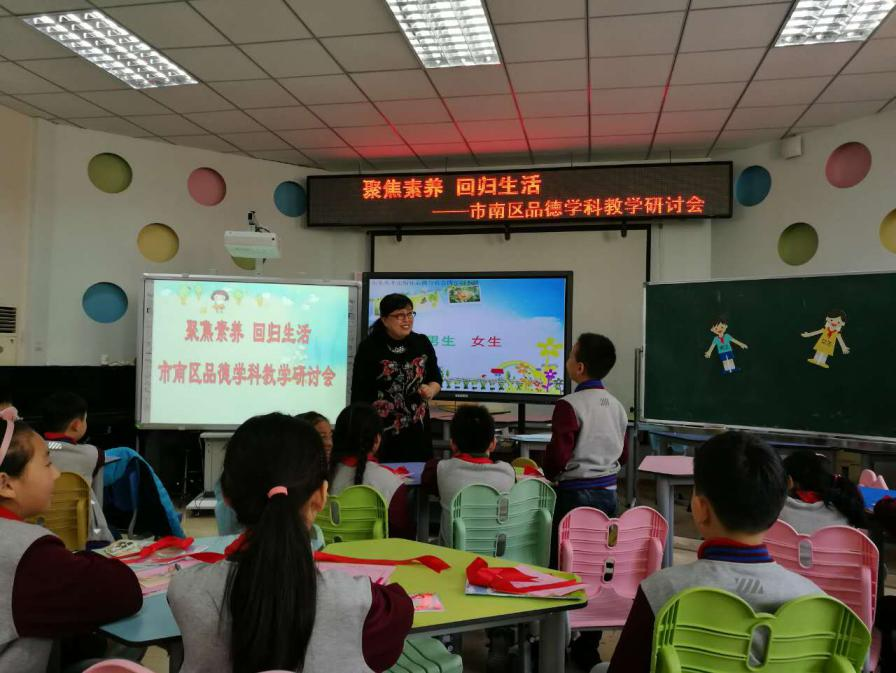 聚焦素养 回归生活
——市南区品德学科教学研讨会
聚焦素养 回归生活
市南区品德学科教学研讨会
男生 女生